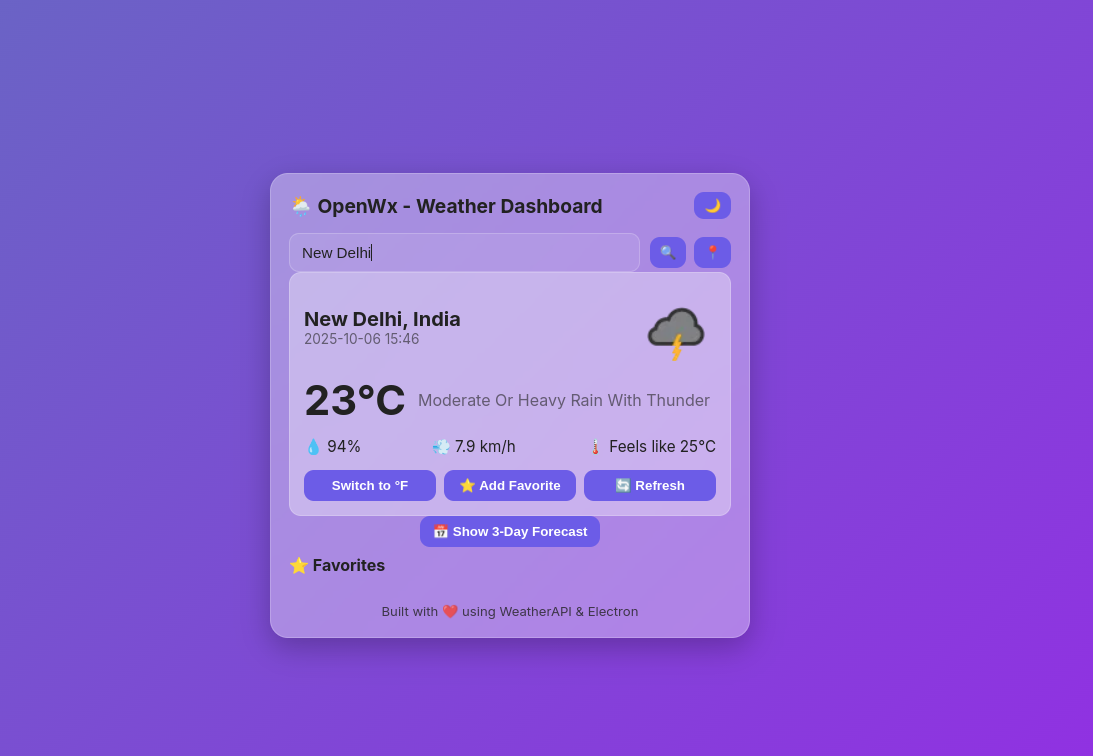 🌦️ OpenWx - Weather Dashboard
🌙
New Delhi
🔍 📍
New Delhi, India
2025-10-06 15:46
23°C Moderate Or Heavy Rain With Thunder
💧 94% 💨 7.9 km/h 🌡️ Feels like 25°C
Switch to °F ⭐ Add Favorite 🔄 Refresh
📅 Show 3-Day Forecast
⭐ Favorites
Built with ❤️ using WeatherAPI & Electron